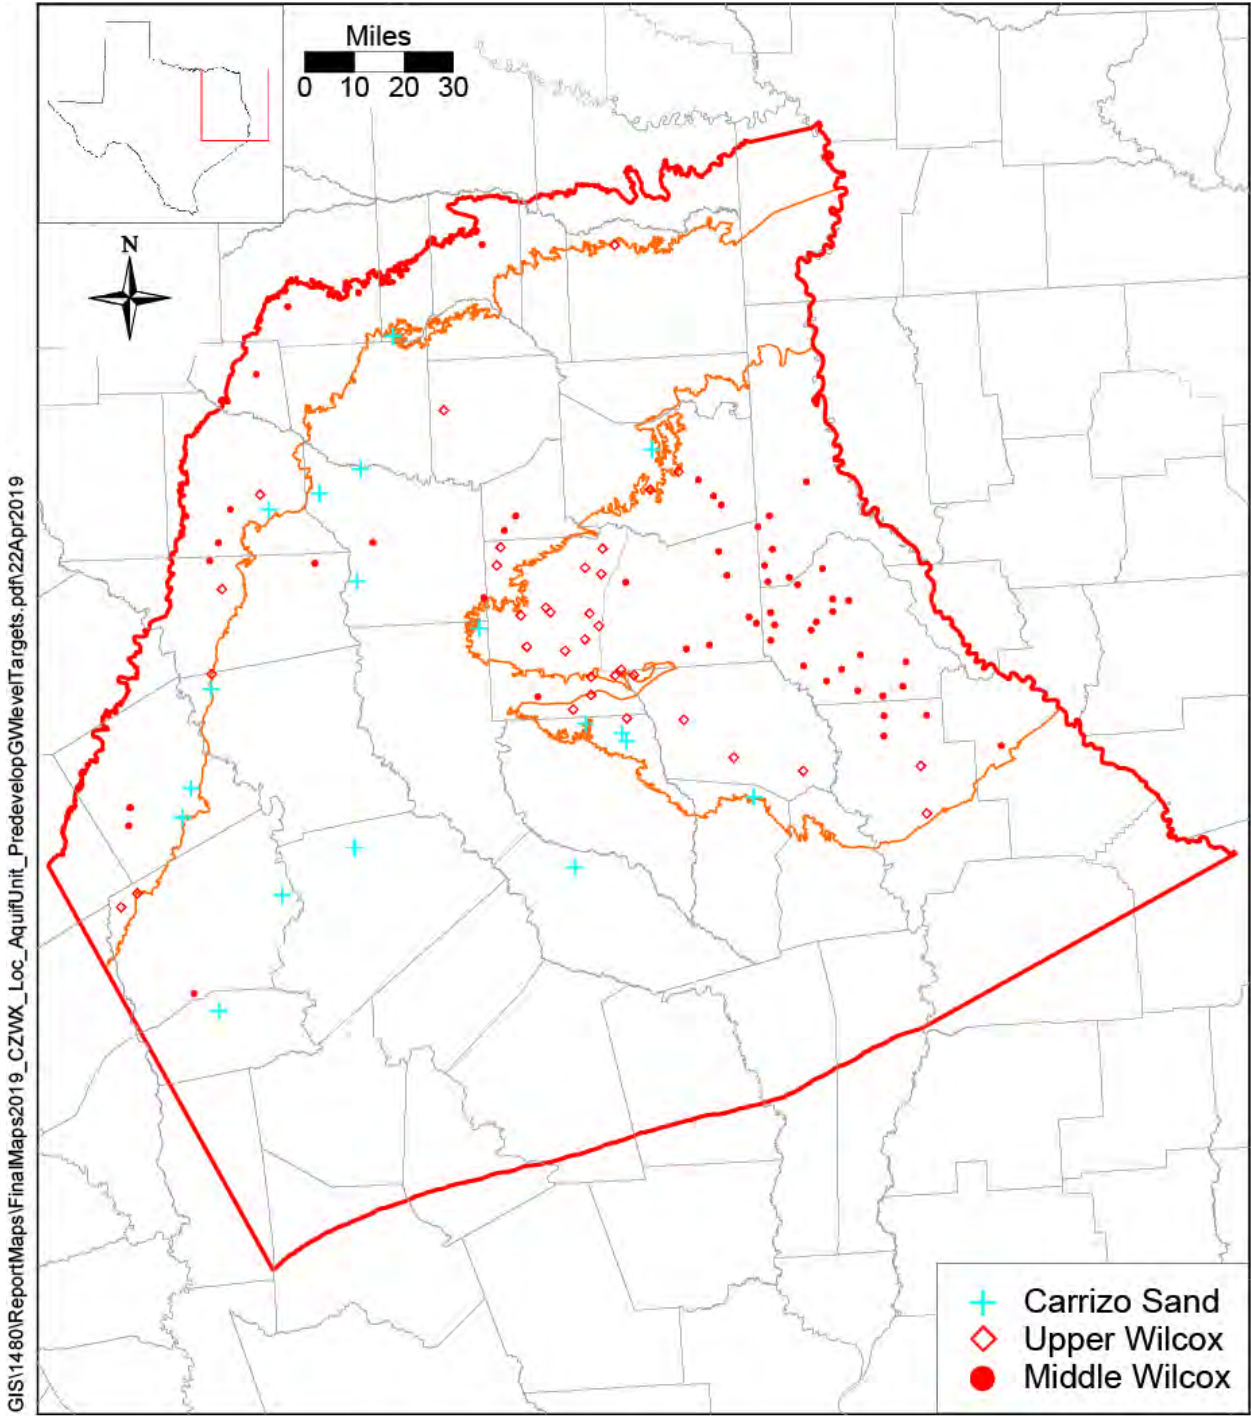 Miles
0 10 20 30
N
GIS\1480\ReportMaps\FinalMaps2019_CZWX_Loc_AquifUnit_PredevelopGWlevelTargets.pdf\22Apr2019
Carrizo Sand
Upper Wilcox
Middle Wilcox